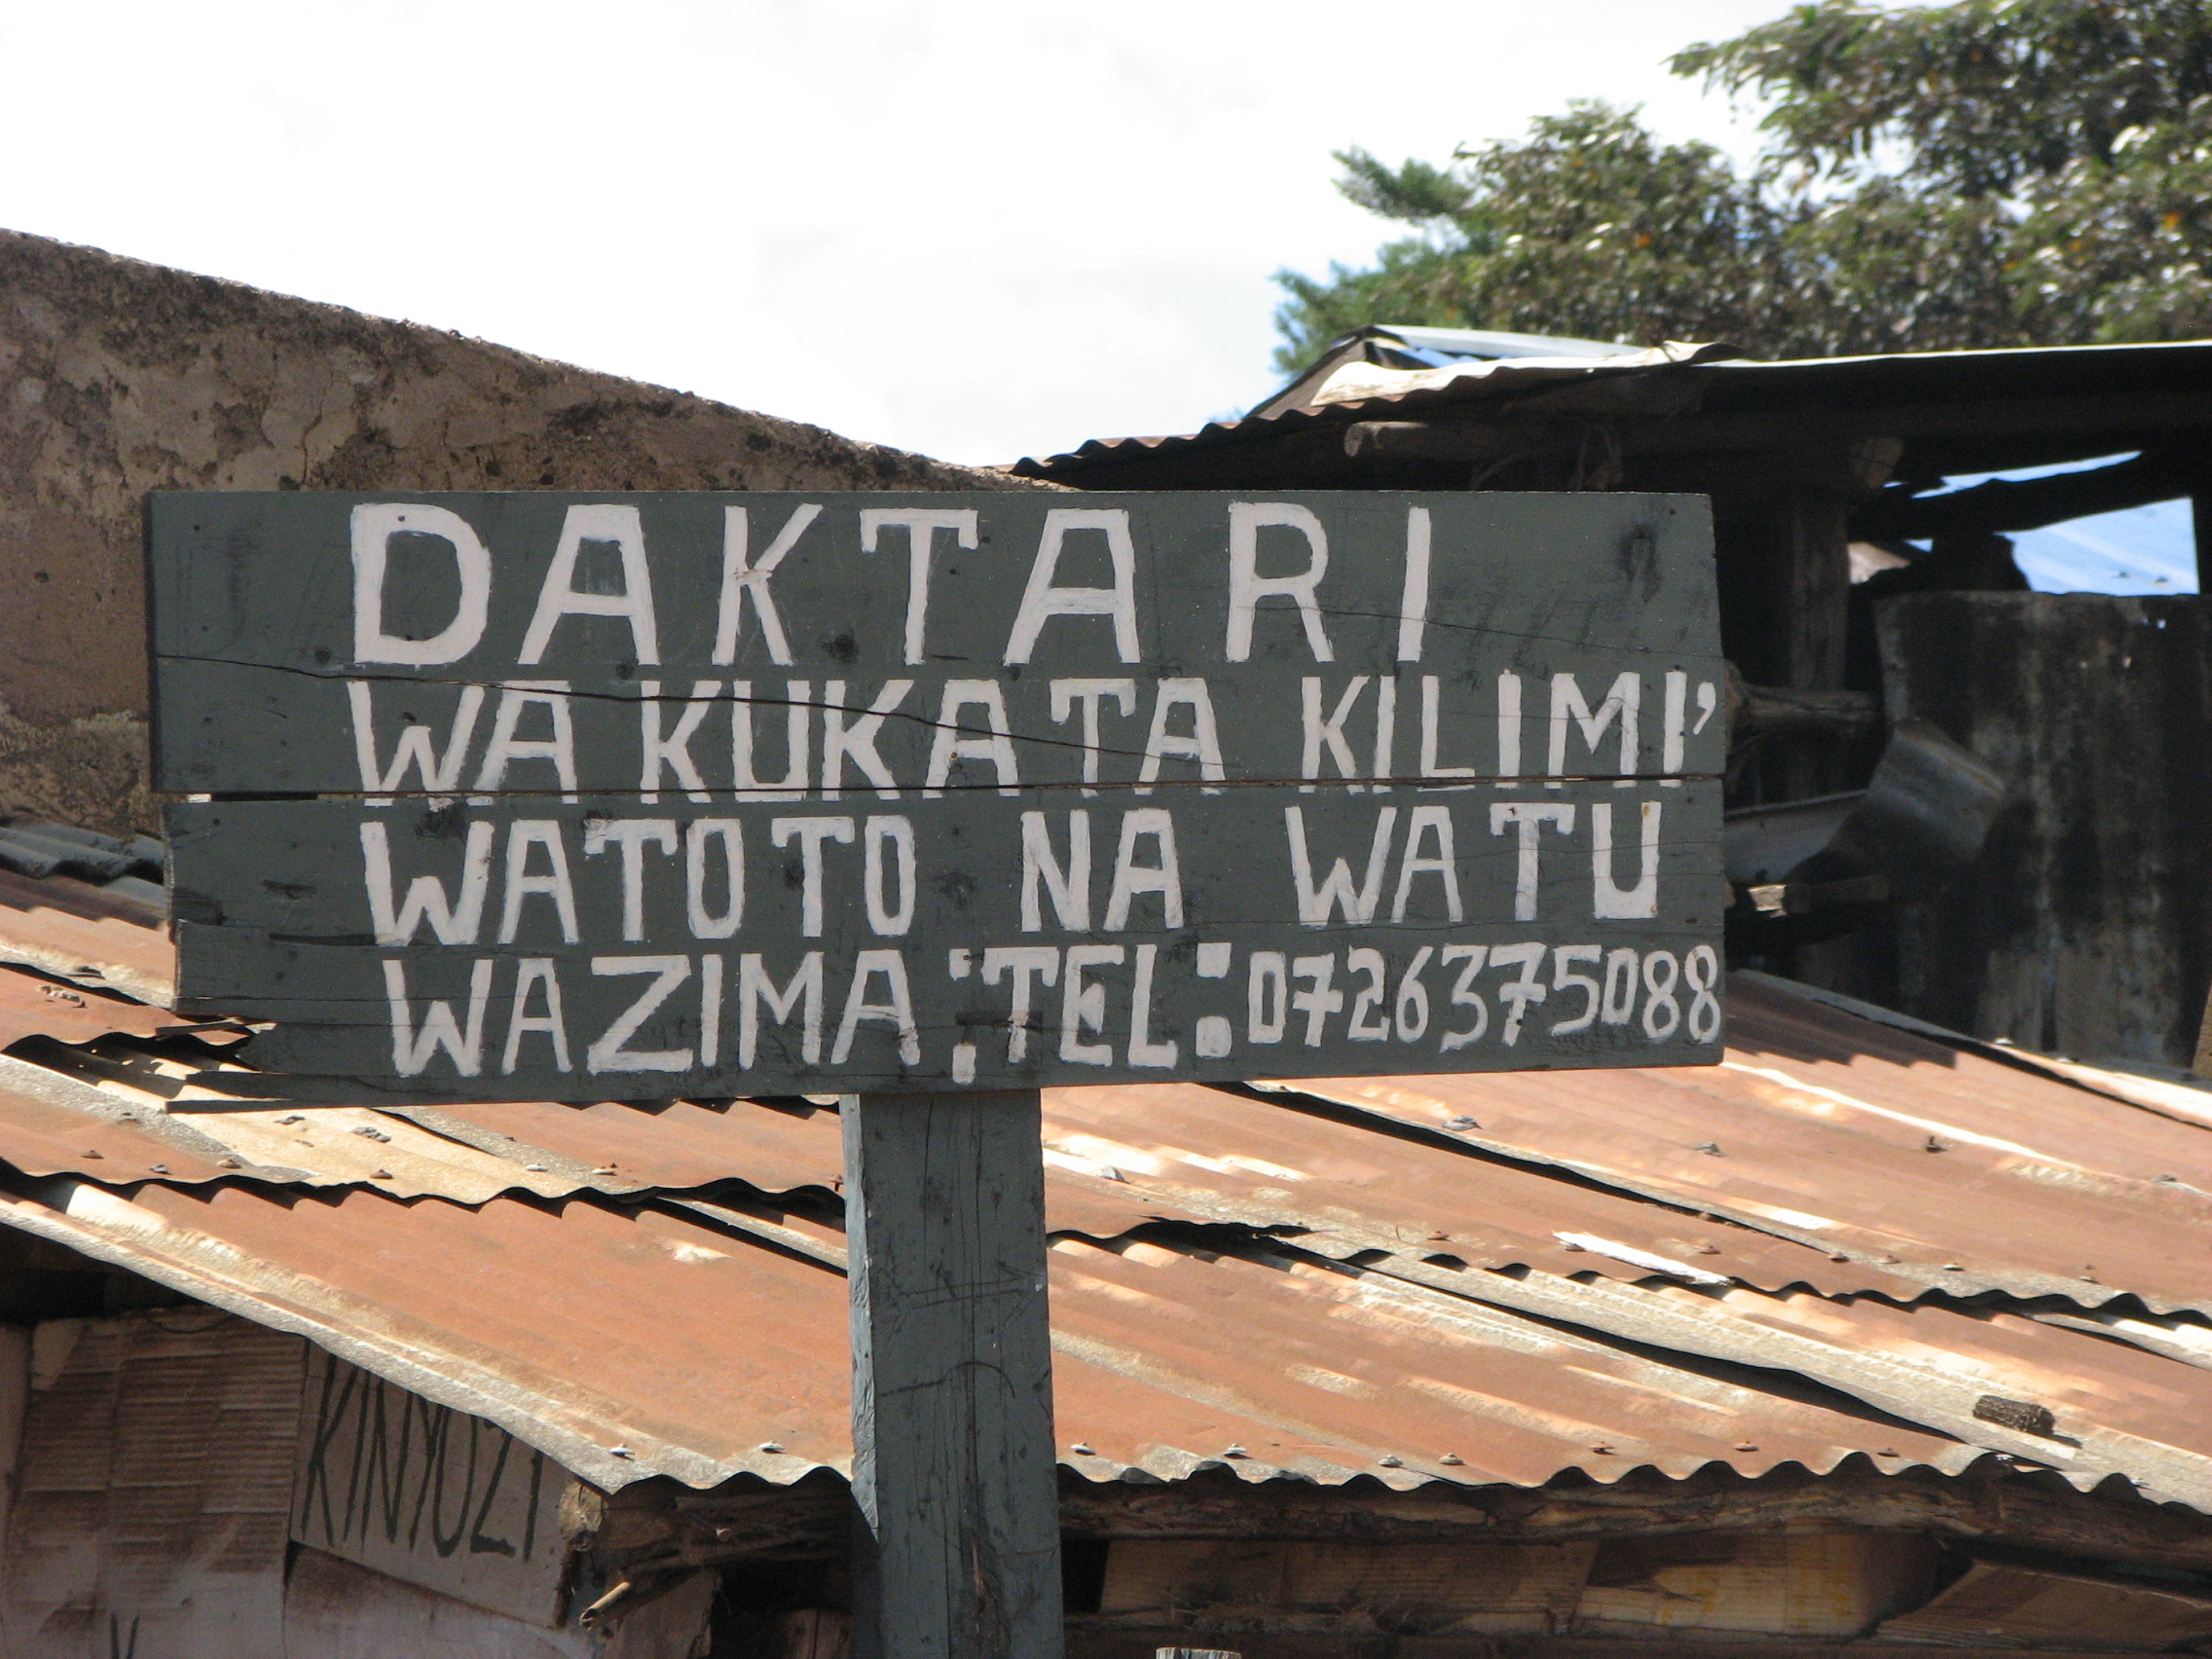 DAKTARI
WA KUKATA KILIMI'
WATOTO NA WATU
WAZIMA ; TEL : 0726375088
KINYOZI